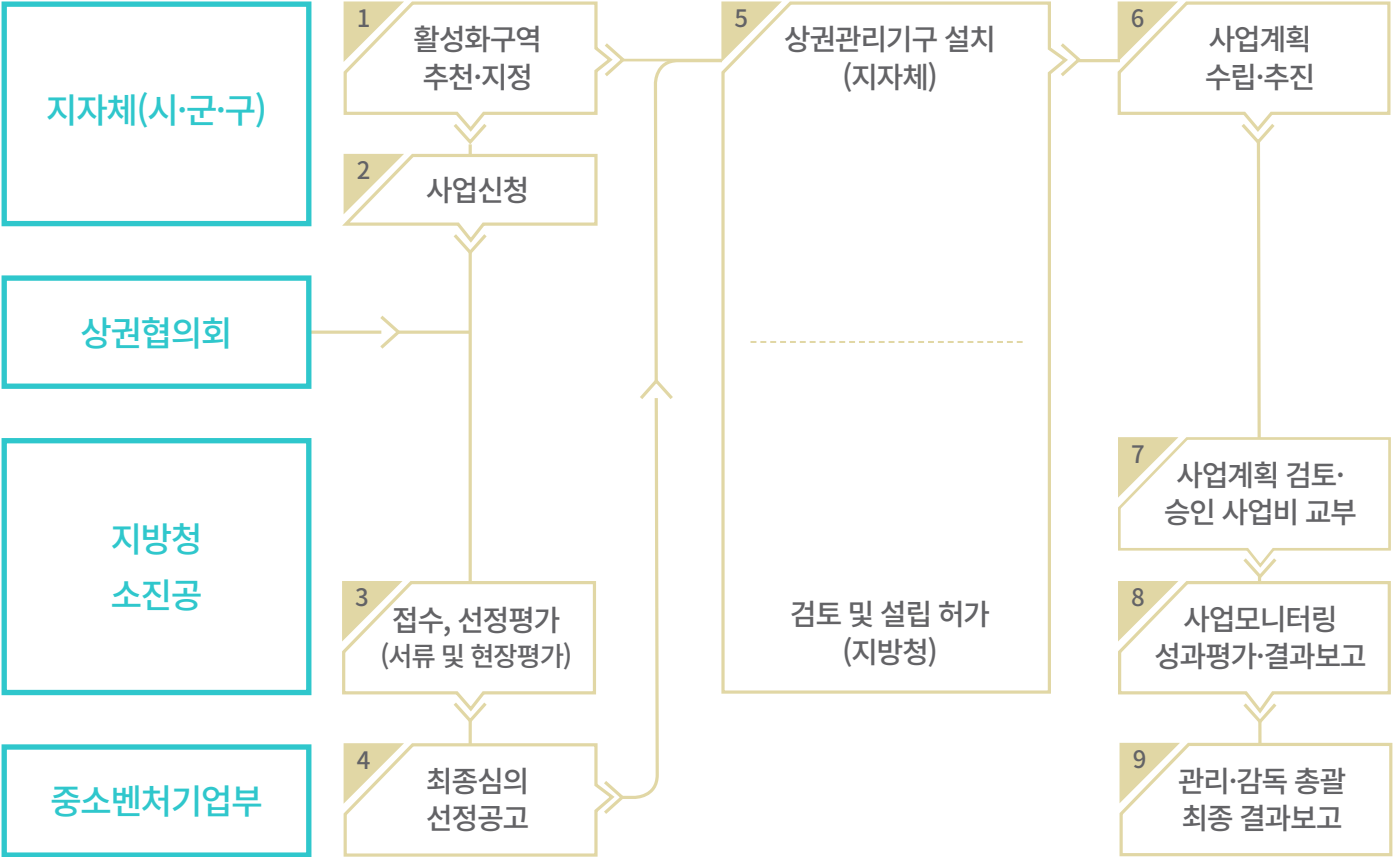 지자체(시·군·구)
1
활성화구역
추천·지정
2
사업신청
5
상권관리기구 설치
(지자체)
6
사업계획
수립·추진
상권협의회
지방청
소진공
3
접수, 선정평가
(서류 및 현장평가)
검토 및 설립 허가
(지방청)
7
사업계획 검토·
승인 사업비 교부
8
사업모니터링
성과평가·결과보고
중소벤처기업부
4
최종심의
선정공고
9
관리·감독 총괄
최종 결과보고